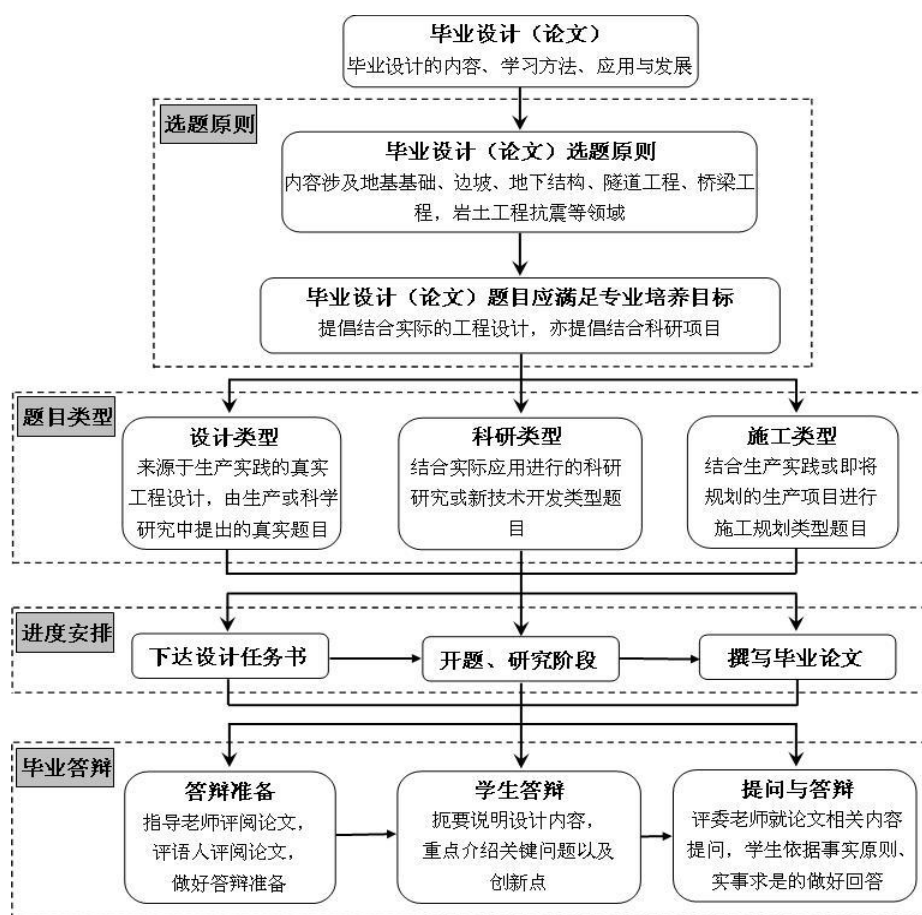 毕业设计（论文）
毕业设计的内容、学习方法、应用与发展
选题原则
毕业设计（论文）选题原则
内容涉及地基基础、边坡、地下结构、隧道工程、桥梁工
程，岩土工程抗震等领域
毕业设计（论文）题目应满足专业培养目标
提倡结合实际的工程设计，亦提倡结合科研项目
题目类型
设计类型
来源于生产实践的真实
工程设计，由生产或科学
研究中提出的真实题目
科研类型
结合实际应用进行的科研
研究或新技术开发类型题
目
施工类型
结合生产实践或即将
规划的生产项目进行
施工规划类型题目
进度安排
下达设计任务书
开题、研究阶段
撰写毕业论文
毕业答辩
答辩准备
指导老师评阅论文，
评语人评阅论文，
做好答辩准备
学生答辩
扼要说明设计内容，
重点介绍关键问题以及
创新点
提问与答辩
评委老师就论文相关内容
提问，学生依据事实原则、
实事求是的做好回答